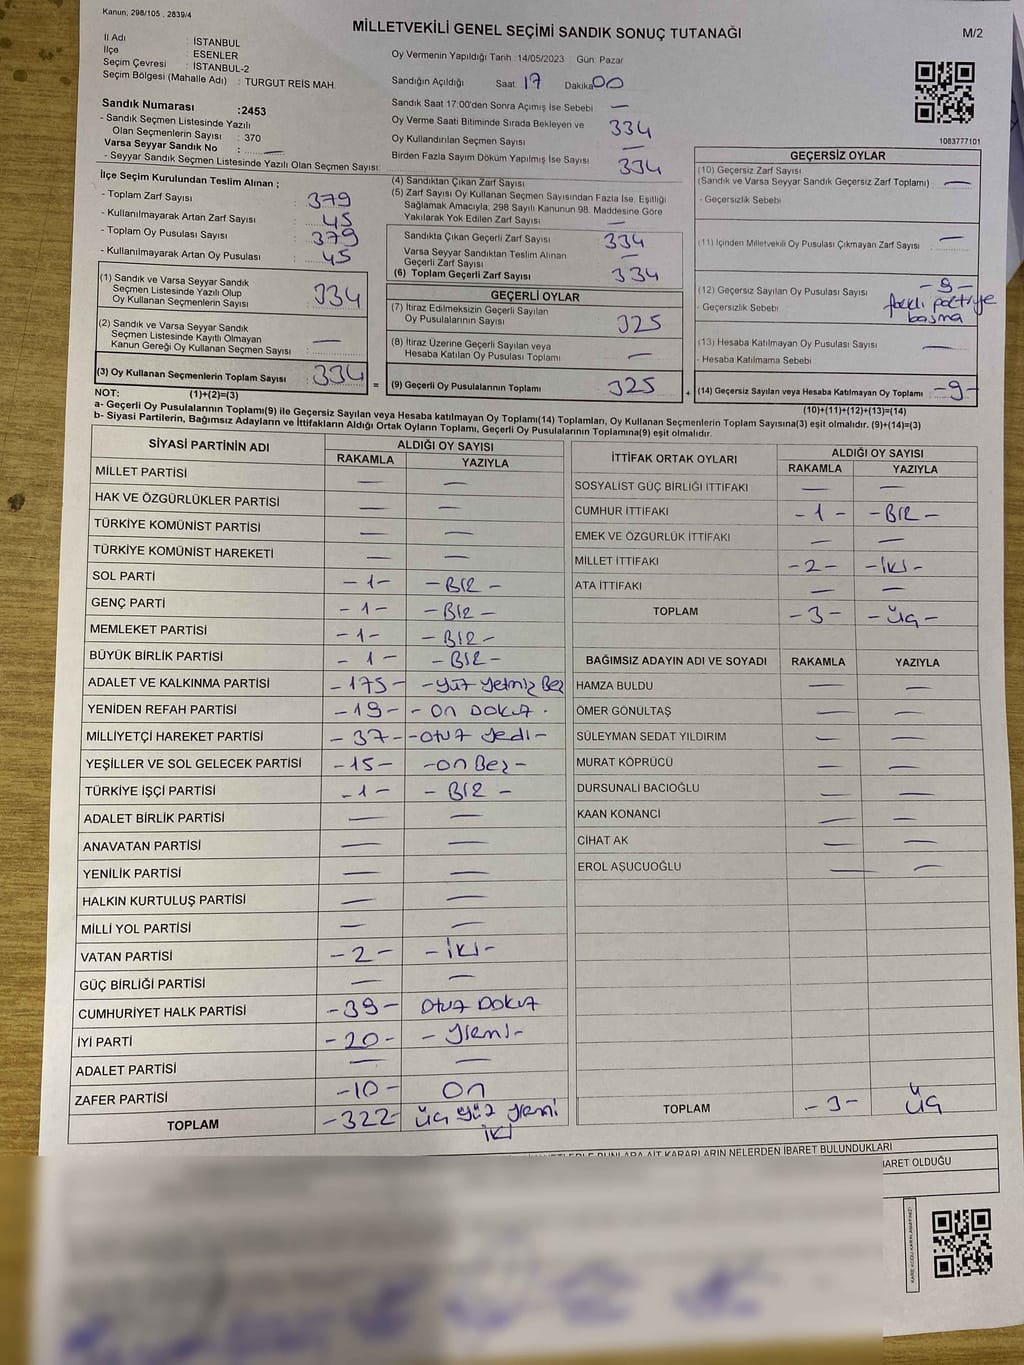 Kanun, 298/105 , 2839/4
MİLLETVEKİLİ GENEL SEÇİMİ SANDIK SONUÇ TUTANAĞI
M/2
İl Adı : İSTANBUL
İlçe : ESENLER
Seçim Çevresi : İSTANBUL-2
Seçim Bölgesi (Mahalle Adı) : TURGUT REİS MAH.
Oy Vermenin Yapıldığı Tarih :14/05/2023 Gün Pazar
Sandığın Açıldığı Saat 17 Dakika 00
Sandık Saat 17:00'den Sonra Açımış İse Sebebi —
Oy Verme Saati Bitiminde Sırada Bekleyen ve
Oy Kullandırılan Seçmen Sayısı 334
Birden Fazla Sayım Döküm Yapılmış İse Sayısı —
Sandık Numarası :2453
- Sandık Seçmen Listesinde Yazılı
Olan Seçmenlerin Sayısı : 370
Varsa Seyyar Sandık No : —
- Seyyar Sandık Seçmen Listesinde Yazılı Olan Seçmen Sayısı:
1083777101
İlçe Seçim Kurulundan Teslim Alınan ;
- Toplam Zarf Sayısı : 379
- Kullanılmayarak Artan Zarf Sayısı : 45
- Toplam Oy Pusulası Sayısı : 379
- Kullanılmayarak Artan Oy Pusulası : 45
(4) Sandıktan Çıkan Zarf Sayısı 334
(5) Zarf Sayısı Oy Kullanan Seçmen Sayısından Fazla İse, Eşitliği
Sağlamak Amacıyla, 298 Sayılı Kanunun 98. Maddesine Göre
Yakılarak Yok Edilen Zarf Sayısı —
Sandıkta Çıkan Geçerli Zarf Sayısı 334
Varsa Seyyar Sandıktan Teslim Alınan
Geçerli Zarf Sayısı —
(6) Toplam Geçerli Zarf Sayısı 334
GEÇERSİZ OYLAR
(10) Geçersiz Zarf Sayısı
(Sandık ve Varsa Seyyar Sandık Geçersiz Zarf Toplamı) —
- Geçersizlik Sebebi
(11) İçinden Milletvekili Oy Pusulası Çıkmayan Zarf Sayısı —
(12) Geçersiz Sayılan Oy Pusulası Sayısı - 9 -
- Geçersizlik Sebebi farklı partiye
basma
(13) Hesaba Katılmayan Oy Pusulası Sayısı —
- Hesaba Katılmama Sebebi
(14) Geçersiz Sayılan veya Hesaba Katılmayan Oy Toplamı - 9 -
(10)+(11)+(12)+(13)=(14)
(1) Sandık ve Varsa Seyyar Sandık
Seçmen Listesinde Yazılı Olup
Oy Kullanan Seçmenlerin Sayısı : 334
(2) Sandık ve Varsa Seyyar Sandık
Seçmen Listesinde Kayıtlı Olmayan
Kanun Gereği Oy Kullanan Seçmen Sayısı : —
(3) Oy Kullanan Seçmenlerin Toplam Sayısı : 334
=
GEÇERLİ OYLAR
(7) İtiraz Edilmeksizin Geçerli Sayılan
Oy Pusulalarının Sayısı 325
(8) İtiraz Üzerine Geçerli Sayılan veya
Hesaba Katılan Oy Pusulası Toplamı —
(9) Geçerli Oy Pusulalarının Toplamı 325
+
NOT: (1)+(2)=(3)
a- Geçerli Oy Pusulalarının Toplamı(9) ile Geçersiz Sayılan veya Hesaba katılmayan Oy Toplamı(14) Toplamları, Oy Kullanan Seçmenlerin Toplam Sayısına(3) eşit olmalıdır. (9)+(14)=(3)
b- Siyasi Partilerin, Bağımsız Adayların ve İttifakların Aldığı Ortak Oyların Toplamı, Geçerli Oy Pusulalarının Toplamına(9) eşit olmalıdır.
SİYASİ PARTİNİN ADI ALDIĞI OY SAYISI
RAKAMLA YAZIYLA
MİLLET PARTİSİ — —
HAK VE ÖZGÜRLÜKLER PARTİSİ — —
TÜRKİYE KOMÜNİST PARTİSİ — —
TÜRKİYE KOMÜNİST HAREKETİ — —
SOL PARTİ - 1 - - BİR -
GENÇ PARTİ - 1 - - BİR -
MEMLEKET PARTİSİ - 1 - - BİR -
BÜYÜK BİRLİK PARTİSİ - 1 - - BİR -
ADALET VE KALKINMA PARTİSİ - 175 - - yüz yetmiş Beş
YENİDEN REFAH PARTİSİ - 19 - - on Dokuz -
MİLLİYETÇİ HAREKET PARTİSİ - 37 - - otuz yedi -
YEŞİLLER VE SOL GELECEK PARTİSİ - 15 - - on Beş -
TÜRKİYE İŞÇİ PARTİSİ - 1 - - BİR -
ADALET BİRLİK PARTİSİ — —
ANAVATAN PARTİSİ — —
YENİLİK PARTİSİ — —
HALKIN KURTULUŞ PARTİSİ — —
MİLLİ YOL PARTİSİ — —
VATAN PARTİSİ - 2 - - İKİ -
GÜÇ BİRLİĞİ PARTİSİ — —
CUMHURİYET HALK PARTİSİ - 39 - otuz Dokuz
İYİ PARTİ - 20 - - yirmi -
ADALET PARTİSİ — —
ZAFER PARTİSİ - 10 - On
TOPLAM - 322 - üç yüz yirmi
iki
İTTİFAK ORTAK OYLARI ALDIĞI OY SAYISI
RAKAMLA YAZIYLA
SOSYALİST GÜÇ BİRLİĞİ İTTİFAKI — —
CUMHUR İTTİFAKI - 1 - - BİR -
EMEK VE ÖZGÜRLÜK İTTİFAKI — —
MİLLET İTTİFAKI - 2 - - İKİ -
ATA İTTİFAKI — —
TOPLAM - 3 - - üç -
BAĞIMSIZ ADAYIN ADI VE SOYADI RAKAMLA YAZIYLA
HAMZA BULDU — —
ÖMER GÖNÜLTAŞ — —
SÜLEYMAN SEDAT YILDIRIM — —
MURAT KÖPRÜCÜ — —
DURSUNALİ BACIOĞLU — —
KAAN KONANCİ — —
CİHAT AK — —
EROL AŞUCUOĞLU — —
TOPLAM - 3 - üç
BUNLARA AİT KARARLARIN NELERDEN İBARET BULUNDUKLARI
İBARET OLDUĞU